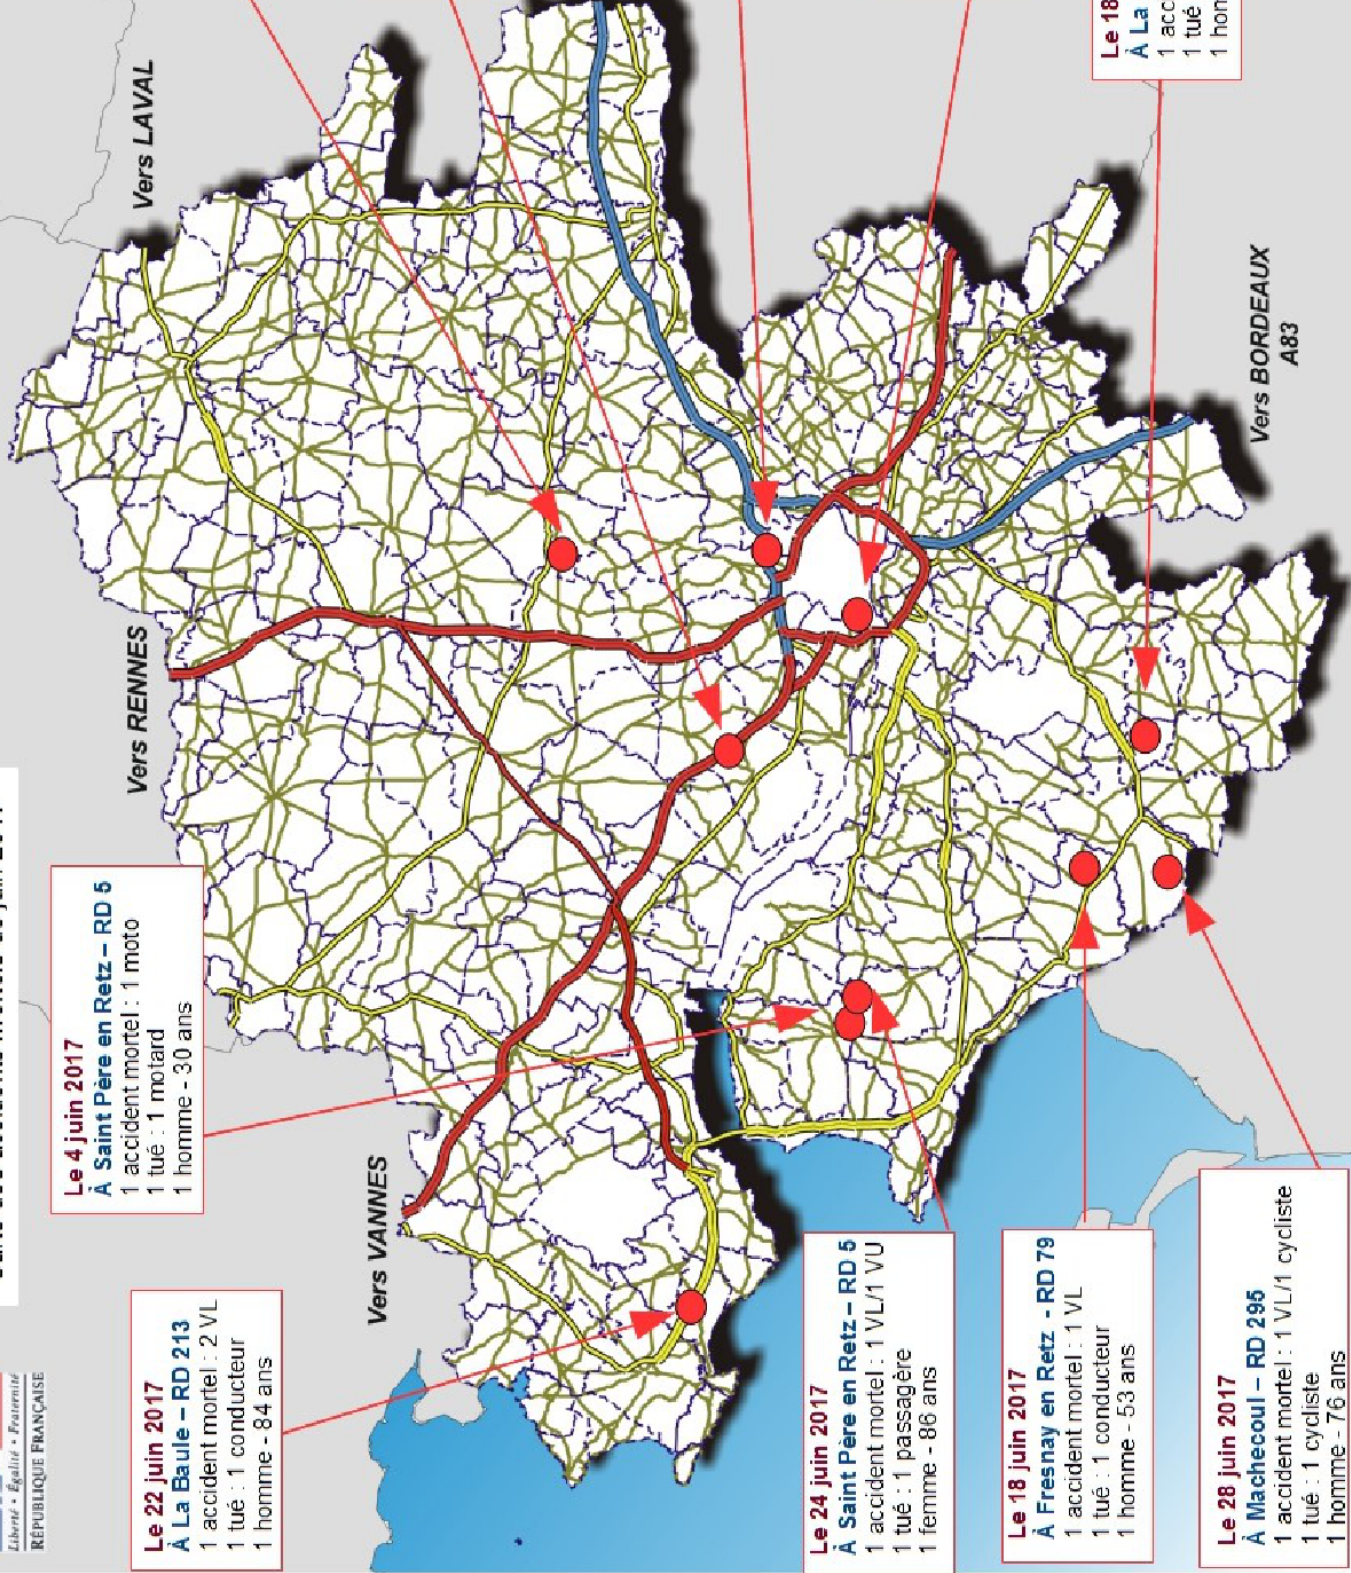 Liberté • Égalité • Fraternité
RÉPUBLIQUE FRANÇAISE
Le 22 juin 2017
À La Baule – RD 213
1 accident mortel : 2 VL
1 tué : 1 conducteur
1 homme - 84 ans
Le 4 juin 2017
À Saint Père en Retz – RD 5
1 accident mortel : 1 moto
1 tué : 1 motard
1 homme - 30 ans
Vers VANNES
Vers RENNES
Vers LAVAL
Le 24 juin 2017
À Saint Père en Retz – RD 5
1 accident mortel : 1 VL/1 VU
1 tué : 1 passagère
1 femme - 86 ans
Le 18 juin 2017
À Fresnay en Retz - RD 79
1 accident mortel : 1 VL
1 tué : 1 conducteur
1 homme - 53 ans
Le 28 juin 2017
À Machecoul – RD 295
1 accident mortel : 1 VL/1 cycliste
1 tué : 1 cycliste
1 homme - 76 ans
Vers BORDEAUX
A83
Le 18
À La
1 acc
1 tué
1 hom